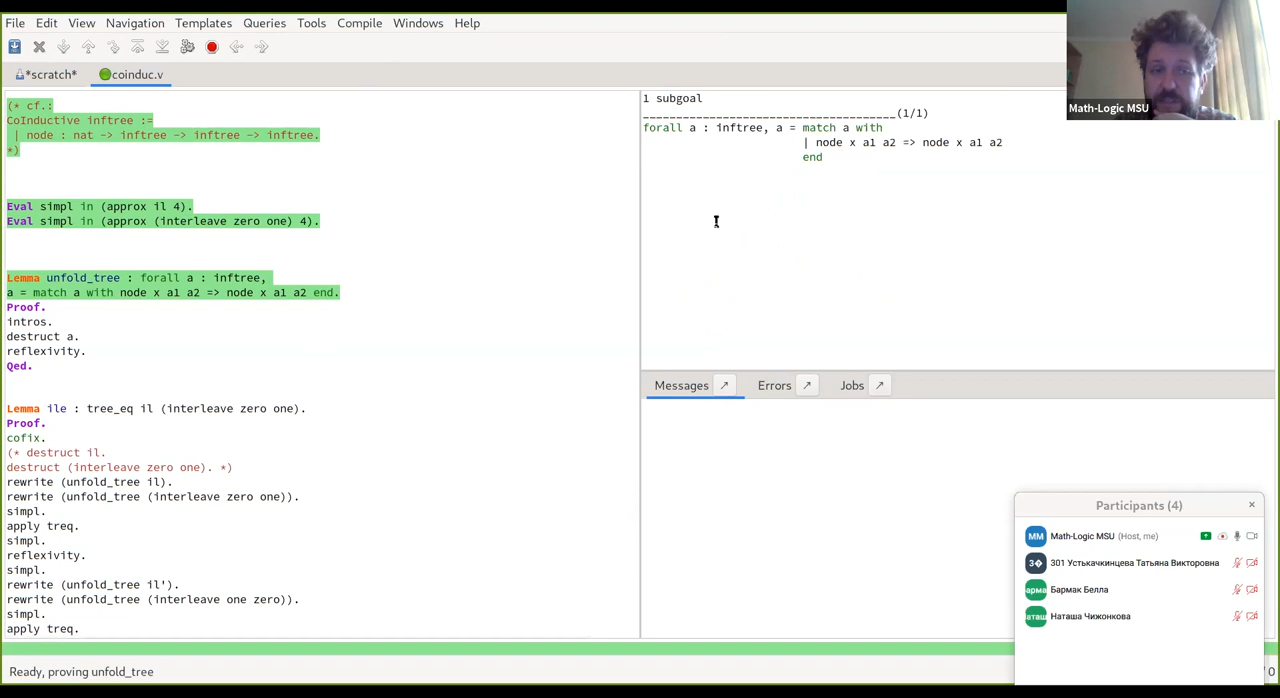 File Edit View Navigation Templates Queries Tools Compile Windows Help
*scratch* coinduc.v
(* cf.:
CoInductive inftree :=
| node : nat -> inftree -> inftree -> inftree.
*)
Eval simpl in (approx il 4).
Eval simpl in (approx (interleave zero one) 4).
Lemma unfold_tree : forall a : inftree,
a = match a with node x a1 a2 => node x a1 a2 end.
Proof.
intros.
destruct a.
reflexivity.
Qed.
Lemma ile : tree_eq il (interleave zero one).
Proof.
cofix.
(* destruct il.
destruct (interleave zero one). *)
rewrite (unfold_tree il).
rewrite (unfold_tree (interleave zero one)).
simpl.
apply treq.
simpl.
reflexivity.
simpl.
rewrite (unfold_tree il').
rewrite (unfold_tree (interleave one zero)).
simpl.
apply treq.
1 subgoal
______________________________________(1/1)
forall a : inftree, a = match a with
| node x a1 a2 => node x a1 a2
end
Messages Errors Jobs
Math-Logic MSU
Participants (4)
MM Math-Logic MSU (Host, me)
301 Устькачкинцева Татьяна Викторовна
Бармак Белла
Наташа Чижонкова
Ready, proving unfold_tree
/ 0